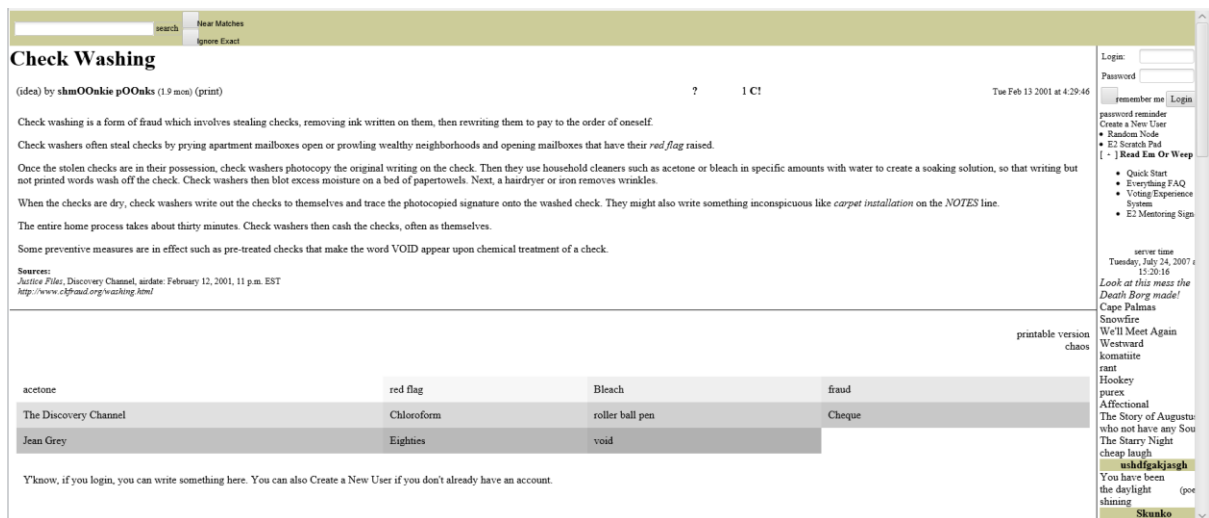 search
Near Matches
Ignore Exact
Check Washing
(idea) by shmOOnkie pOOnks (1.9 mon) (print) ? 1 C! Tue Feb 13 2001 at 4:29:46
Check washing is a form of fraud which involves stealing checks, removing ink written on them, then rewriting them to pay to the order of oneself.
Check washers often steal checks by prying apartment mailboxes open or prowling wealthy neighborhoods and opening mailboxes that have their red flag raised.
Once the stolen checks are in their possession, check washers photocopy the original writing on the check. Then they use household cleaners such as acetone or bleach in specific amounts with water to create a soaking solution, so that writing but
not printed words wash off the check. Check washers then blot excess moisture on a bed of papertowels. Next, a hairdryer or iron removes wrinkles.
When the checks are dry, check washers write out the checks to themselves and trace the photocopied signature onto the washed check. They might also write something inconspicuous like carpet installation on the NOTES line.
The entire home process takes about thirty minutes. Check washers then cash the checks, often as themselves.
Some preventive measures are in effect such as pre-treated checks that make the word VOID appear upon chemical treatment of a check.
Sources:
Justice Files, Discovery Channel, airdate: February 12, 2001, 11 p.m. EST
http://www.ckfraud.org/washing.html
printable version
chaos
acetone red flag Bleach fraud
The Discovery Channel Chloroform roller ball pen Cheque
Jean Grey Eighties void
Y'know, if you login, you can write something here. You can also Create a New User if you don't already have an account.
Login:
Password
remember me Login
password reminder
Create a New User
Random Node
E2 Scratch Pad
[ - ] Read Em Or Weep
Quick Start
Everything FAQ
Voting/Experience
System
E2 Mentoring Sign
server time
Tuesday, July 24, 2007 a
15:20:16
Look at this mess the
Death Borg made!
Cape Palmas
Snowfire
We'll Meet Again
Westward
komatiite
rant
Hookey
purex
Affectional
The Story of Augustu
who not have any Sou
The Starry Night
cheap laugh
ushdfgakjasgh
You have been
the daylight (poe
shining
Skunko